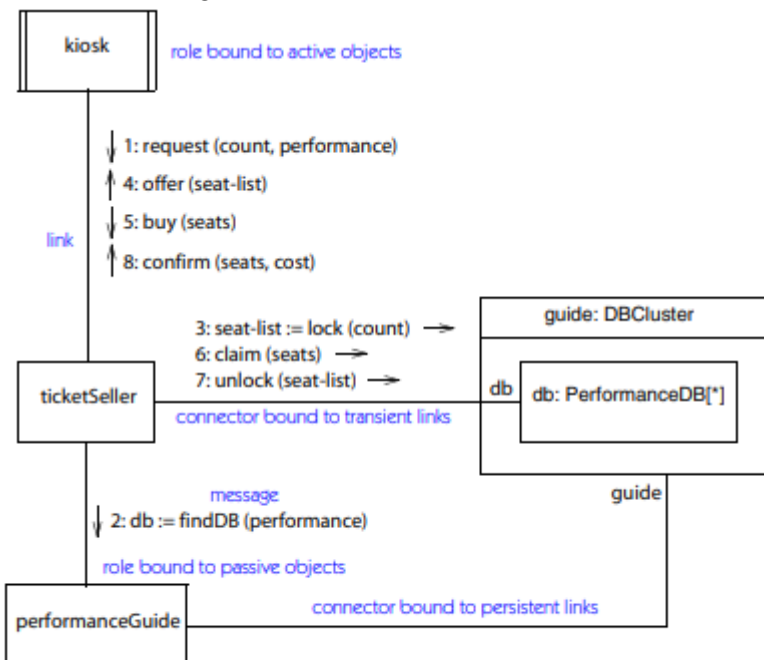 kiosk
role bound to active objects
1: request (count, performance)
4: offer (seat-list)
5: buy (seats)
link
8: confirm (seats, cost)
guide: DBCluster
3: seat-list := lock (count)
6: claim (seats)
7: unlock (seat-list)
ticketSeller
db
db: PerformanceDB[*]
connector bound to transient links
message
guide
2: db := findDB (performance)
role bound to passive objects
connector bound to persistent links
performanceGuide